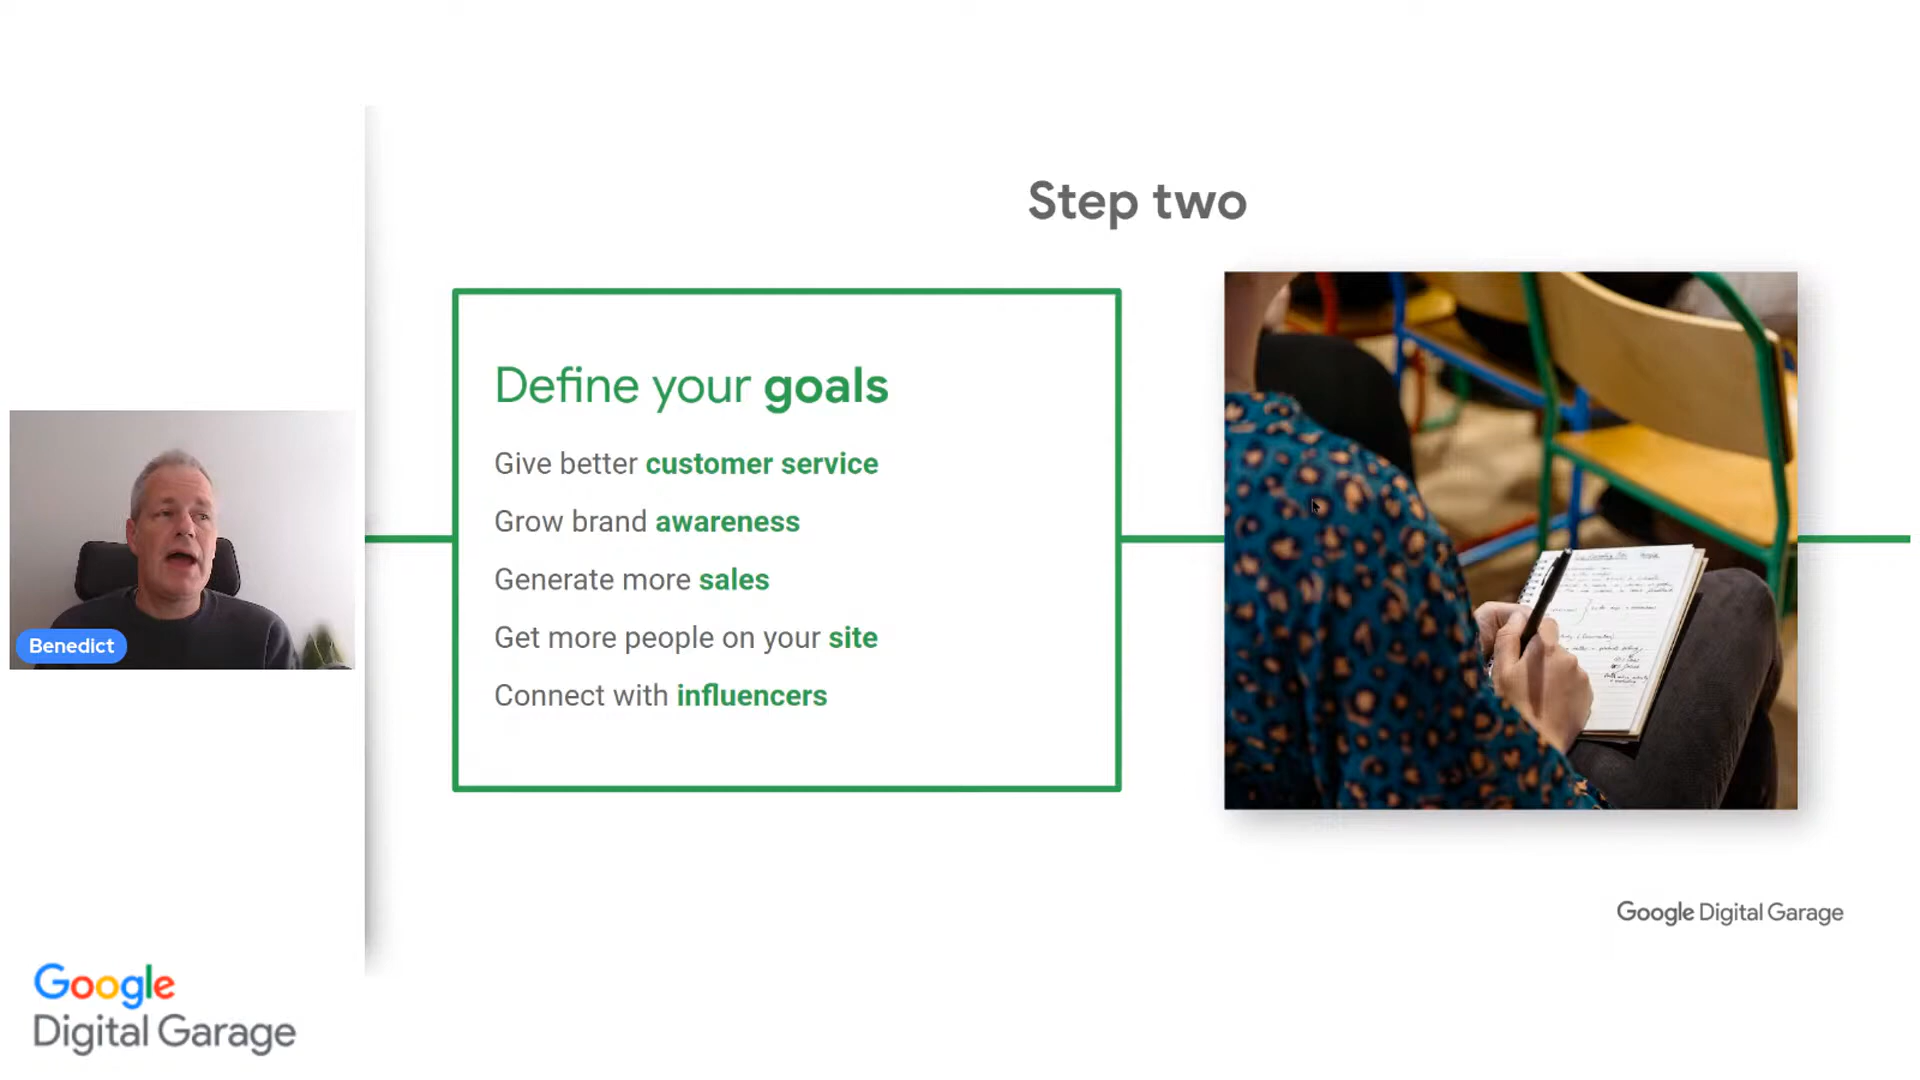 Step two
Define your goals
Give better customer service
Grow brand awareness
Generate more sales
Get more people on your site
Connect with influencers
Benedict
Google Digital Garage
Google
Digital Garage